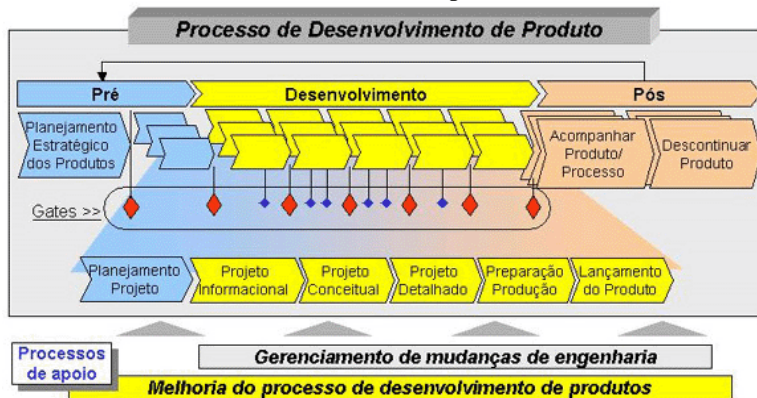 Processo de Desenvolvimento de Produto
Pré
Desenvolvimento
Pós
Planejamento
Estratégico
dos Produtos
Acompanhar
Produto/
Processo
Descontinuar
Produto
Gates >>
Planejamento
Projeto
Projeto
Informacional
Projeto
Conceitual
Projeto
Detalhado
Preparação
Produção
Lançamento
do Produto
Processos
de apoio
Gerenciamento de mudanças de engenharia
Melhoria do processo de desenvolvimento de produtos